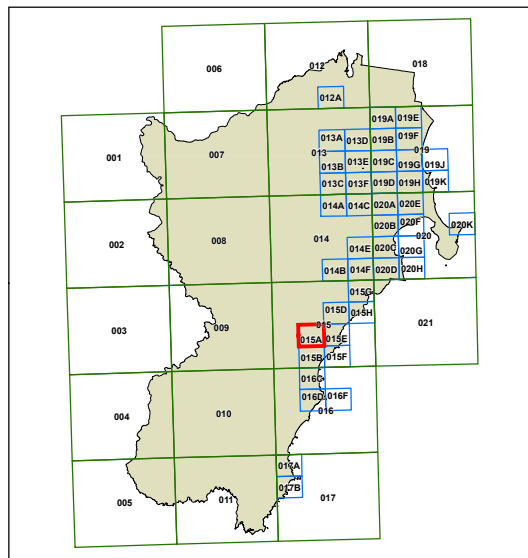 006 012 018
012A
019A 019E
001 007 013A 013D 019B 019F
013 019
013B 013E 019C 019G 019J
013C 013F 019D 019H 019K
014A 014C 020A 020E
002 008 014 020B 020F 020K
020
014E 020C 020G
014B 014F 020D 020H
015G
003 009 015D 015H 021
015
015A 015E
015B 015F
016C
004 010 016D 016F
016
017A
005 011 017B 017